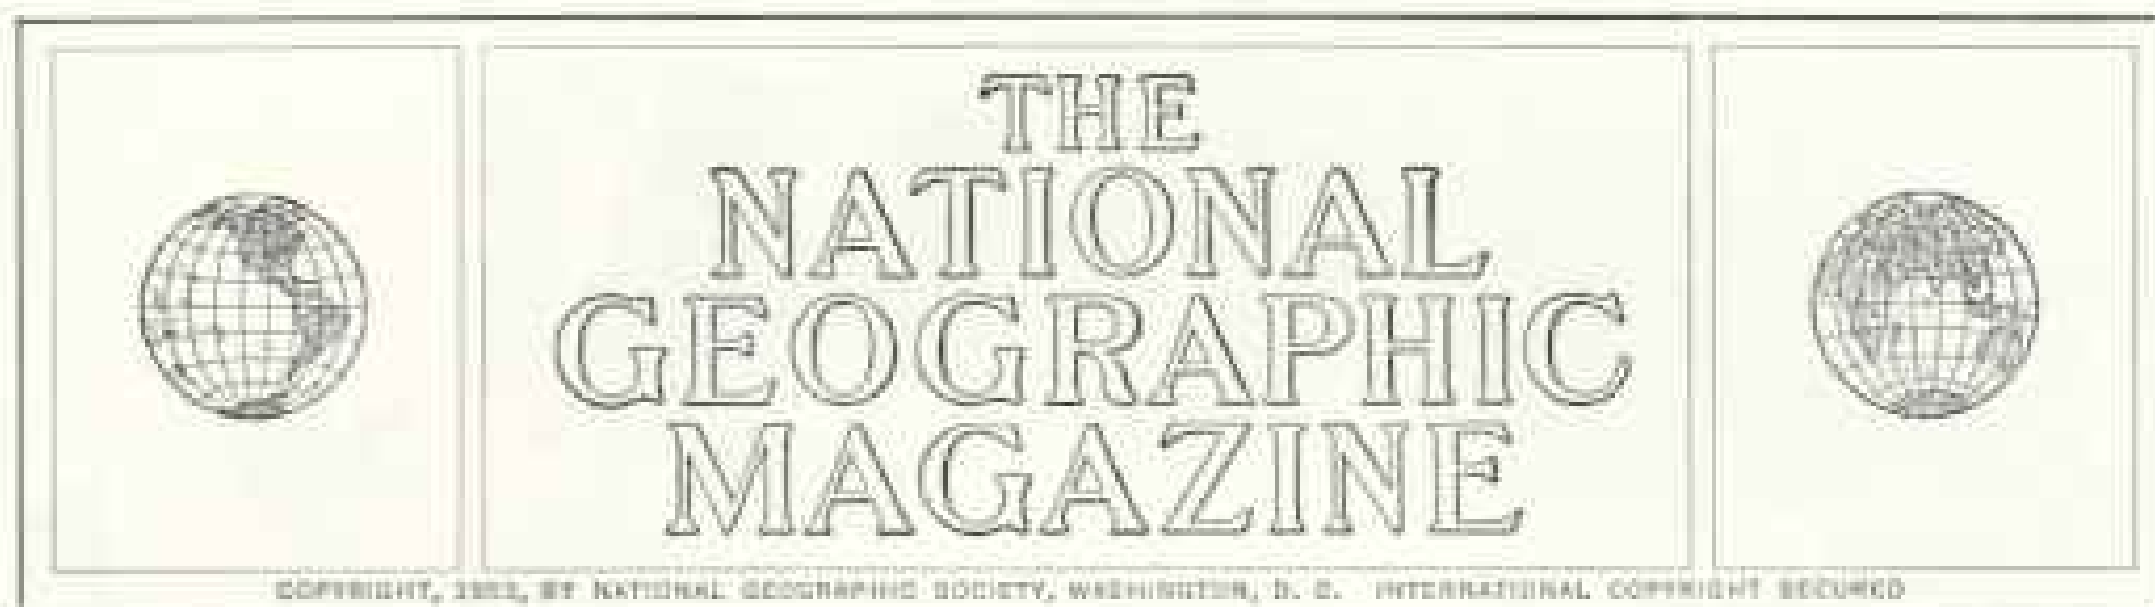 THE
NATIONAL
GEOGRAPHIC
MAGAZINE
COPYRIGHT, BY NATIONAL GEOGRAPHIC SOCIETY, WASHINGTON, D. C. INTERNATIONAL COPYRIGHT SECURED